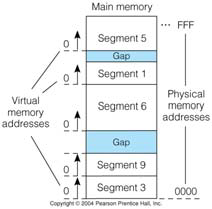 Main memory
... FFF
Segment 5
0
Gap
Segment 1
0
Virtual
memory
addresses
Segment 6
Physical
memory
addresses
0
Gap
Segment 9
0
Segment 3
0
0000
Copyright © 2004 Pearson Prentice Hall, Inc.